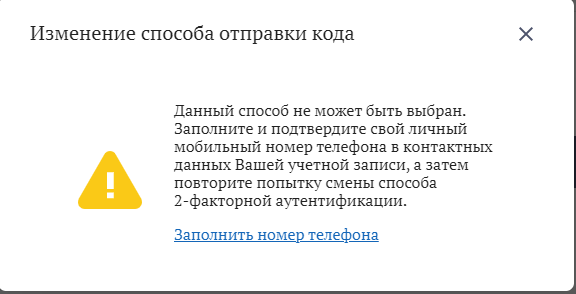 Изменение способа отправки кода
Данный способ не может быть выбран.
Заполните и подтвердите свой личный
мобильный номер телефона в контактных
данных Вашей учетной записи, а затем
повторите попытку смены способа
2-факторной аутентификации.
Заполнить номер телефона